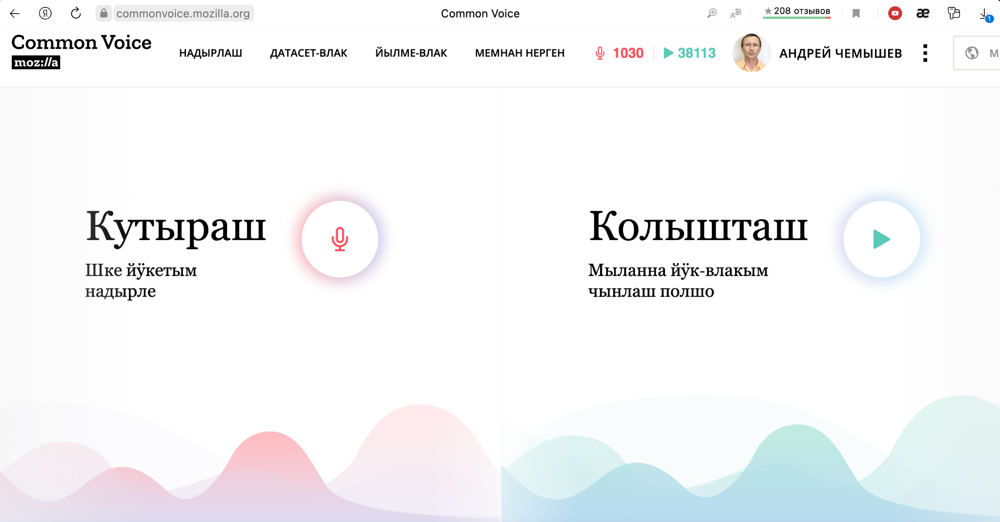 commonvoice.mozilla.org
Common Voice
208 отзывов
1
Common Voice
moz://a
НАДЫРЛАШ
ДАТАСЕТ-ВЛАК
ЙЫЛМЕ-ВЛАК
МЕМНАН НЕРГЕН
1030
38113
АНДРЕЙ ЧЕМЫШЕВ
Кутыраш
Шке йӱкетым
надырле
Колышташ
Мыланна йӱк-влакым
чынлаш полшо